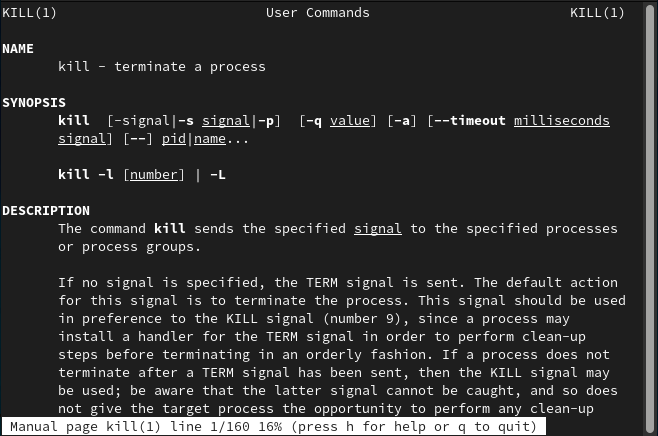 KILL(1) User Commands KILL(1)
NAME
kill - terminate a process
SYNOPSIS
kill [-signal|-s signal|-p] [-q value] [-a] [--timeout milliseconds
signal] [--] pid|name...
kill -l [number] | -L
DESCRIPTION
The command kill sends the specified signal to the specified processes
or process groups.
If no signal is specified, the TERM signal is sent. The default action
for this signal is to terminate the process. This signal should be used
in preference to the KILL signal (number 9), since a process may
install a handler for the TERM signal in order to perform clean-up
steps before terminating in an orderly fashion. If a process does not
terminate after a TERM signal has been sent, then the KILL signal may
be used; be aware that the latter signal cannot be caught, and so does
not give the target process the opportunity to perform any clean-up
Manual page kill(1) line 1/160 16% (press h for help or q to quit)